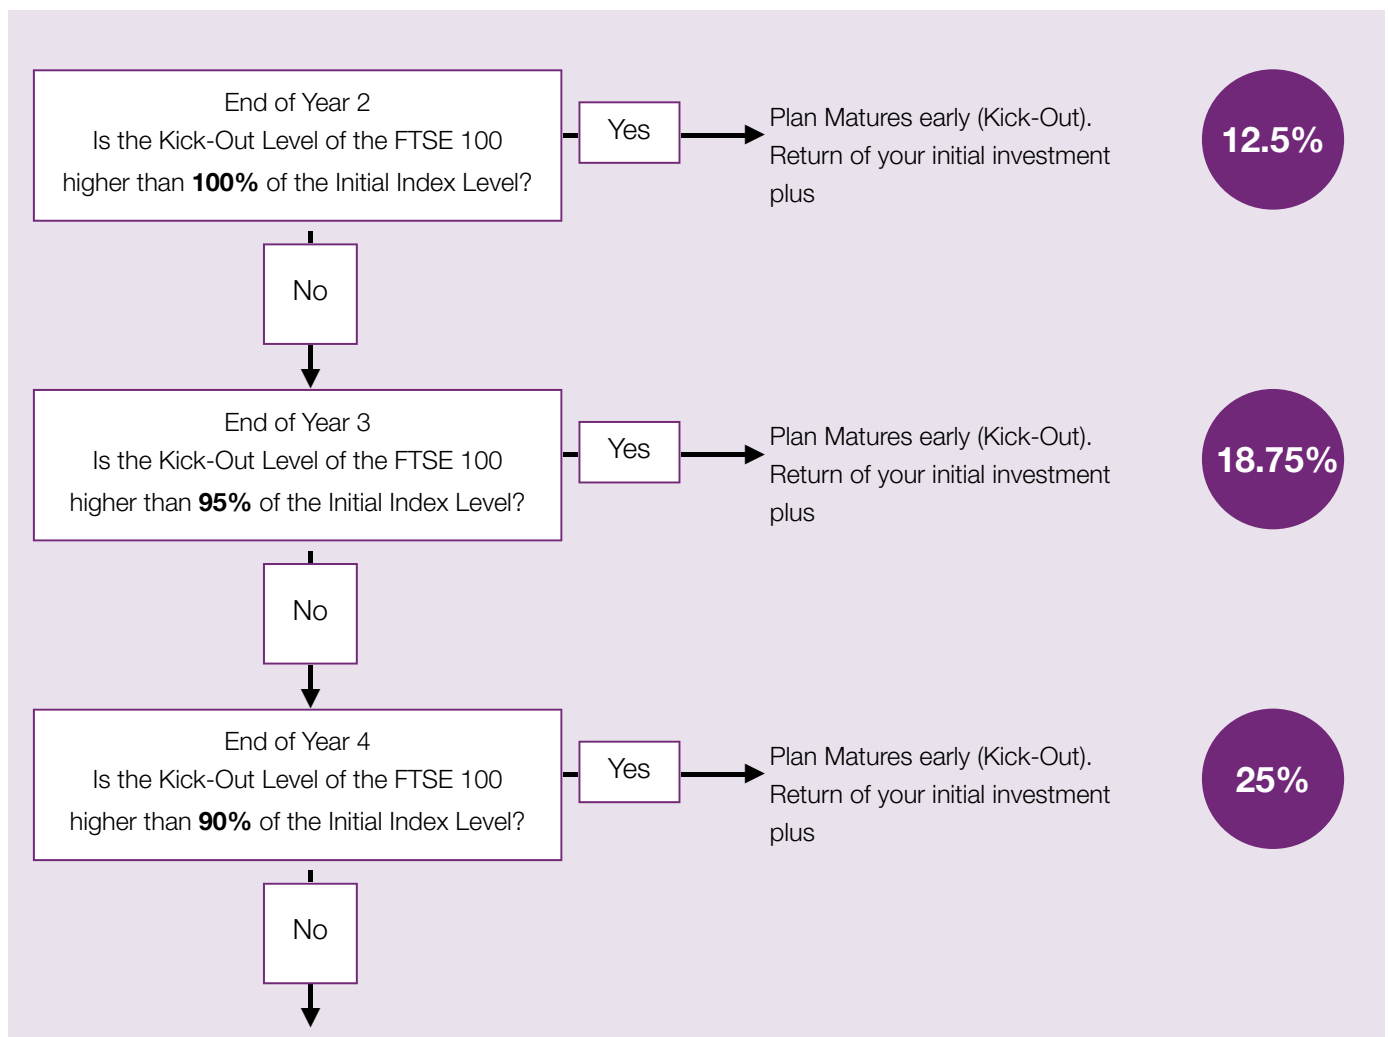 End of Year 2
Is the Kick-Out Level of the FTSE 100
higher than 100% of the Initial Index Level?
Yes
Plan Matures early (Kick-Out).
Return of your initial investment
plus
12.5%
No
End of Year 3
Is the Kick-Out Level of the FTSE 100
higher than 95% of the Initial Index Level?
Yes
Plan Matures early (Kick-Out).
Return of your initial investment
plus
18.75%
No
End of Year 4
Is the Kick-Out Level of the FTSE 100
higher than 90% of the Initial Index Level?
Yes
Plan Matures early (Kick-Out).
Return of your initial investment
plus
25%
No